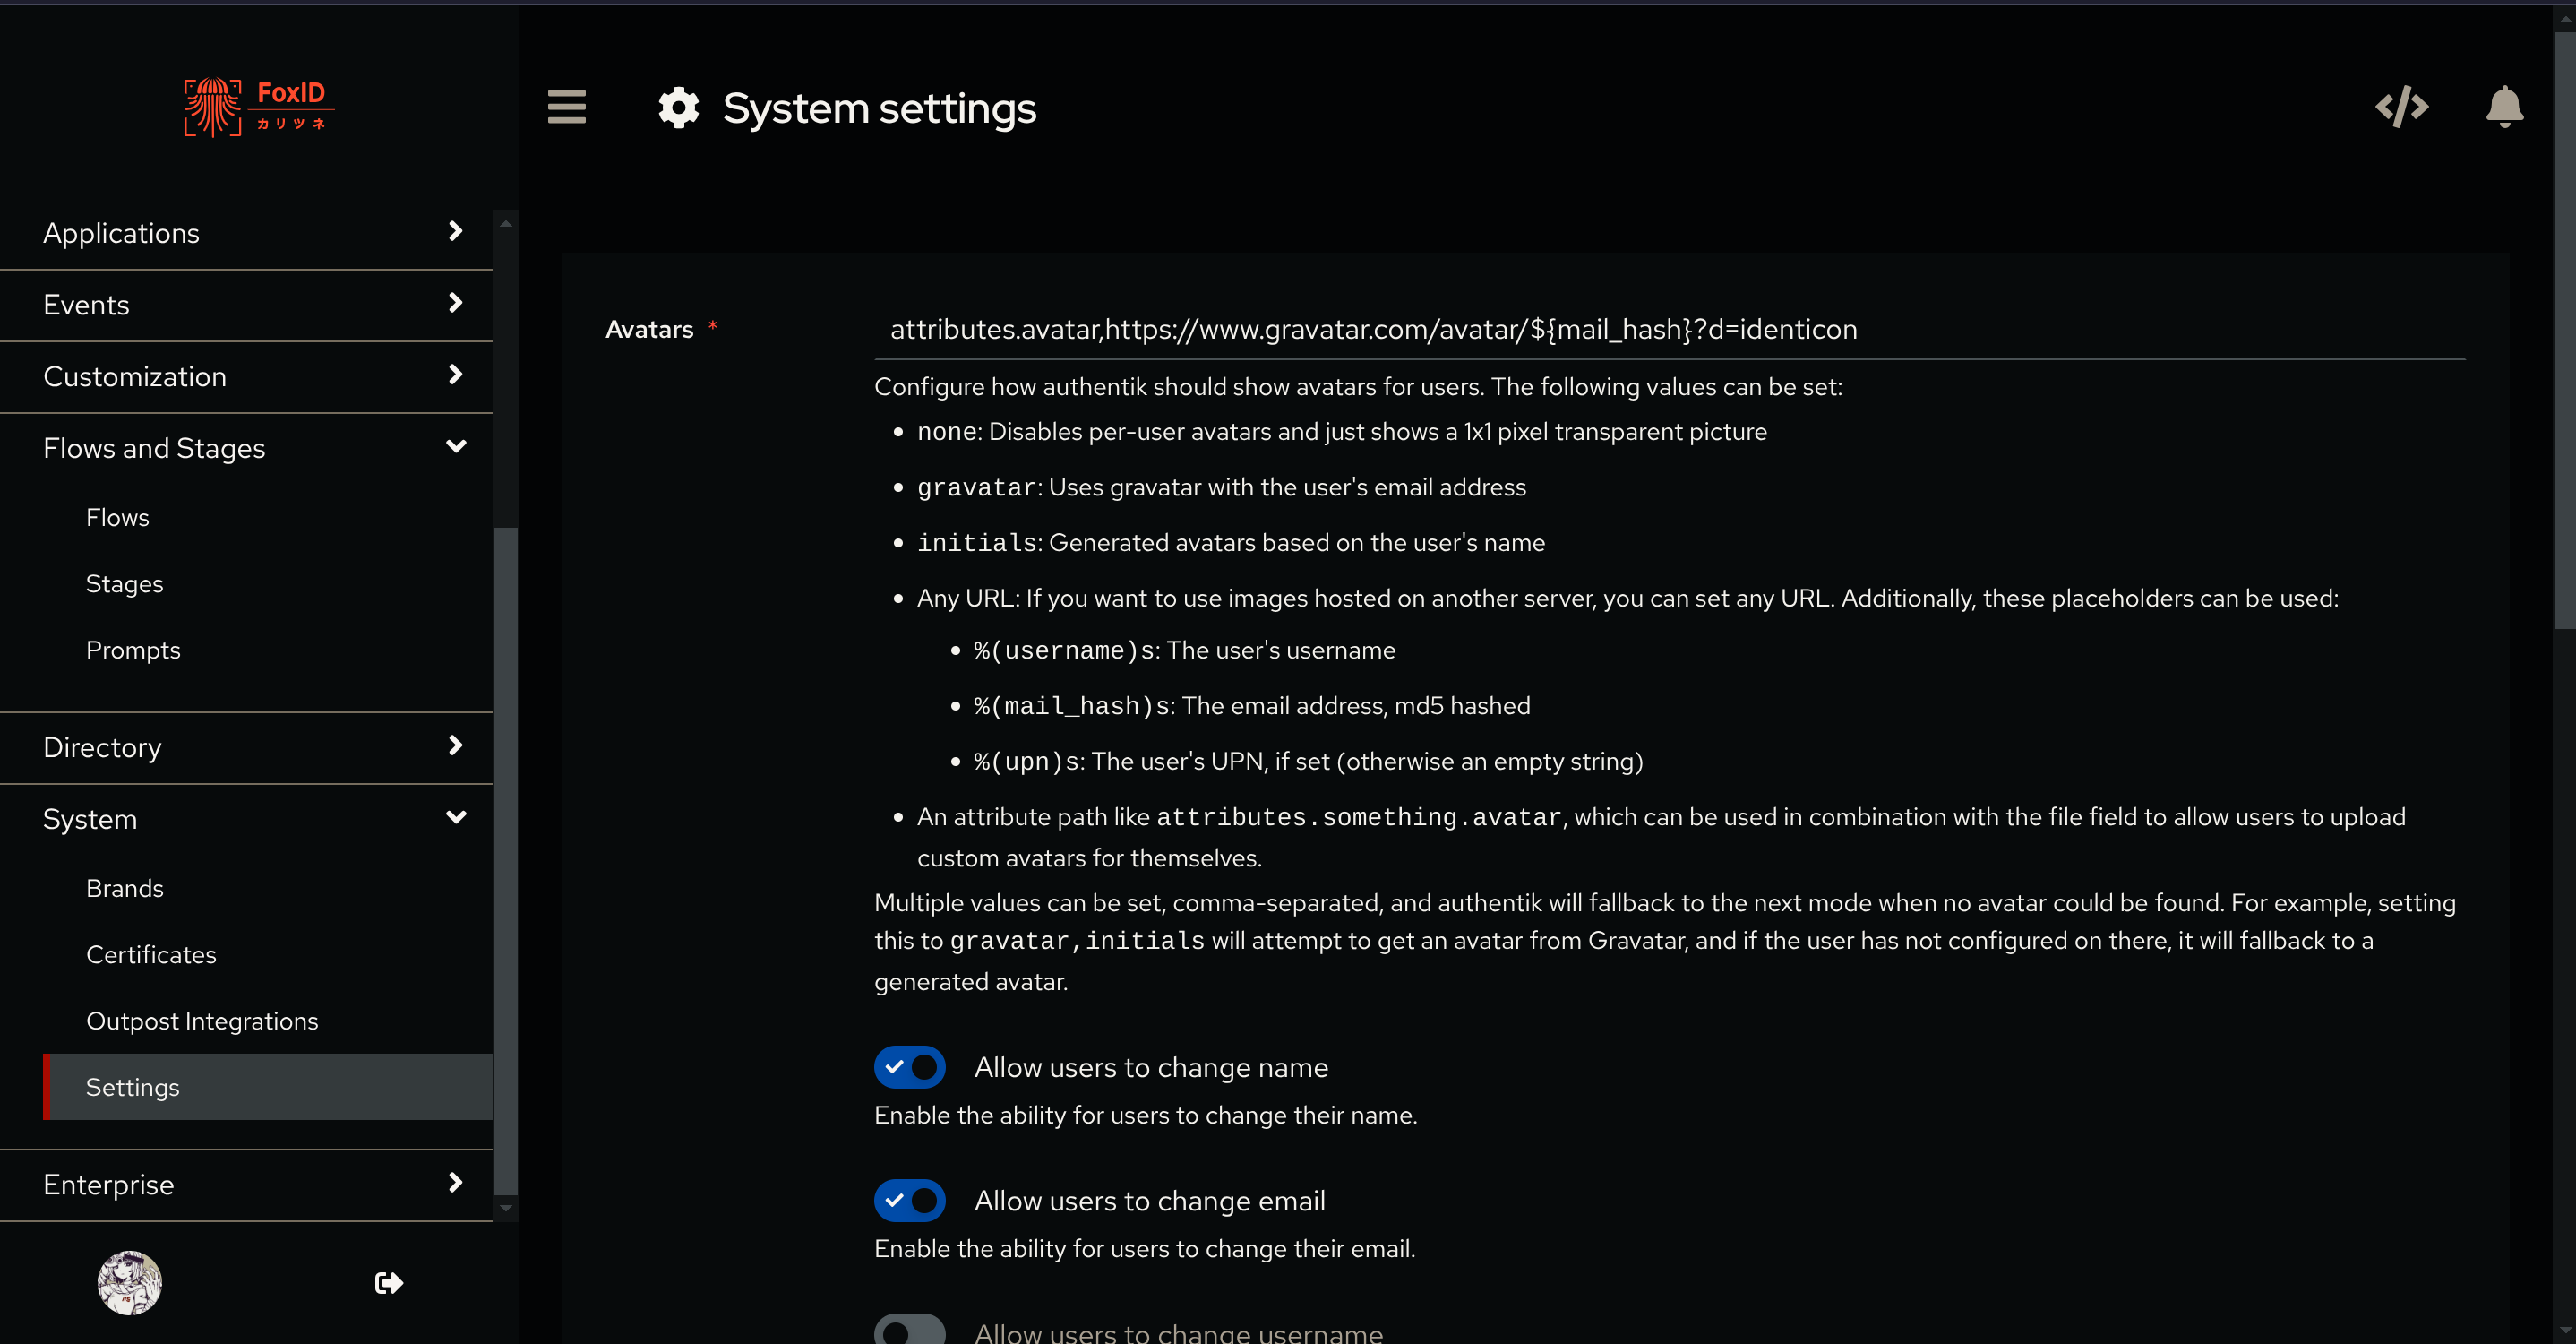 FoxID
カリツネ
System settings
Applications
Events
Customization
Flows and Stages
Flows
Stages
Prompts
Directory
System
Brands
Certificates
Outpost Integrations
Settings
Enterprise
Avatars *
attributes.avatar,https://www.gravatar.com/avatar/${mail_hash}?d=identicon
Configure how authentik should show avatars for users. The following values can be set:
none: Disables per-user avatars and just shows a 1x1 pixel transparent picture
gravatar: Uses gravatar with the user's email address
initials: Generated avatars based on the user's name
Any URL: If you want to use images hosted on another server, you can set any URL. Additionally, these placeholders can be used:
%(username)s: The user's username
%(mail_hash)s: The email address, md5 hashed
%(upn)s: The user's UPN, if set (otherwise an empty string)
An attribute path like attributes.something.avatar, which can be used in combination with the file field to allow users to upload
custom avatars for themselves.
Multiple values can be set, comma-separated, and authentik will fallback to the next mode when no avatar could be found. For example, setting
this to gravatar,initials will attempt to get an avatar from Gravatar, and if the user has not configured on there, it will fallback to a
generated avatar.
Allow users to change name
Enable the ability for users to change their name.
Allow users to change email
Enable the ability for users to change their email.
Allow users to change username